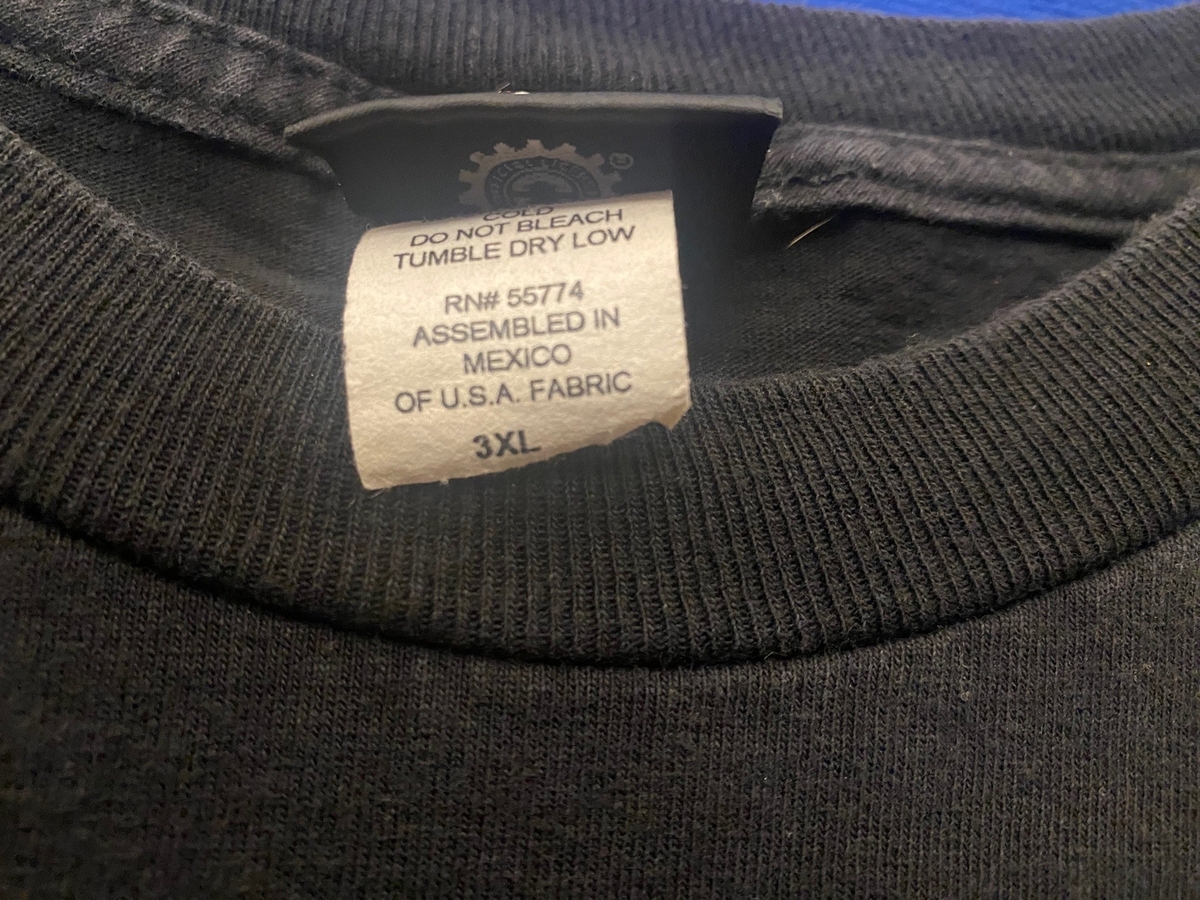 ®
COLD
DO NOT BLEACH
TUMBLE DRY LOW
RN# 55774
ASSEMBLED IN
MEXICO
OF U.S.A. FABRIC
3XL